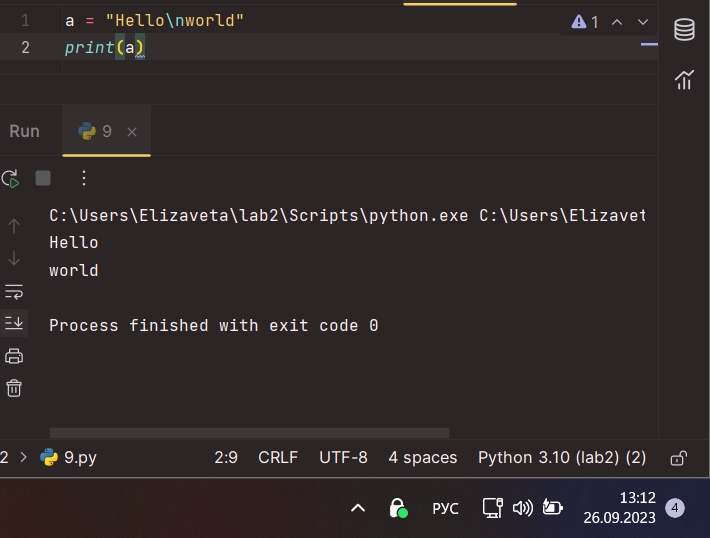 1 a = "Hello\nworld"
1
2 print(a)
Run 9
C:\Users\Elizaveta\lab2\Scripts\python.exe C:\Users\Elizavet
Hello
world
Process finished with exit code 0
2 > 9.py 2:9 CRLF UTF-8 4 spaces Python 3.10 (lab2) (2)
РУС 13:12 4
26.09.2023